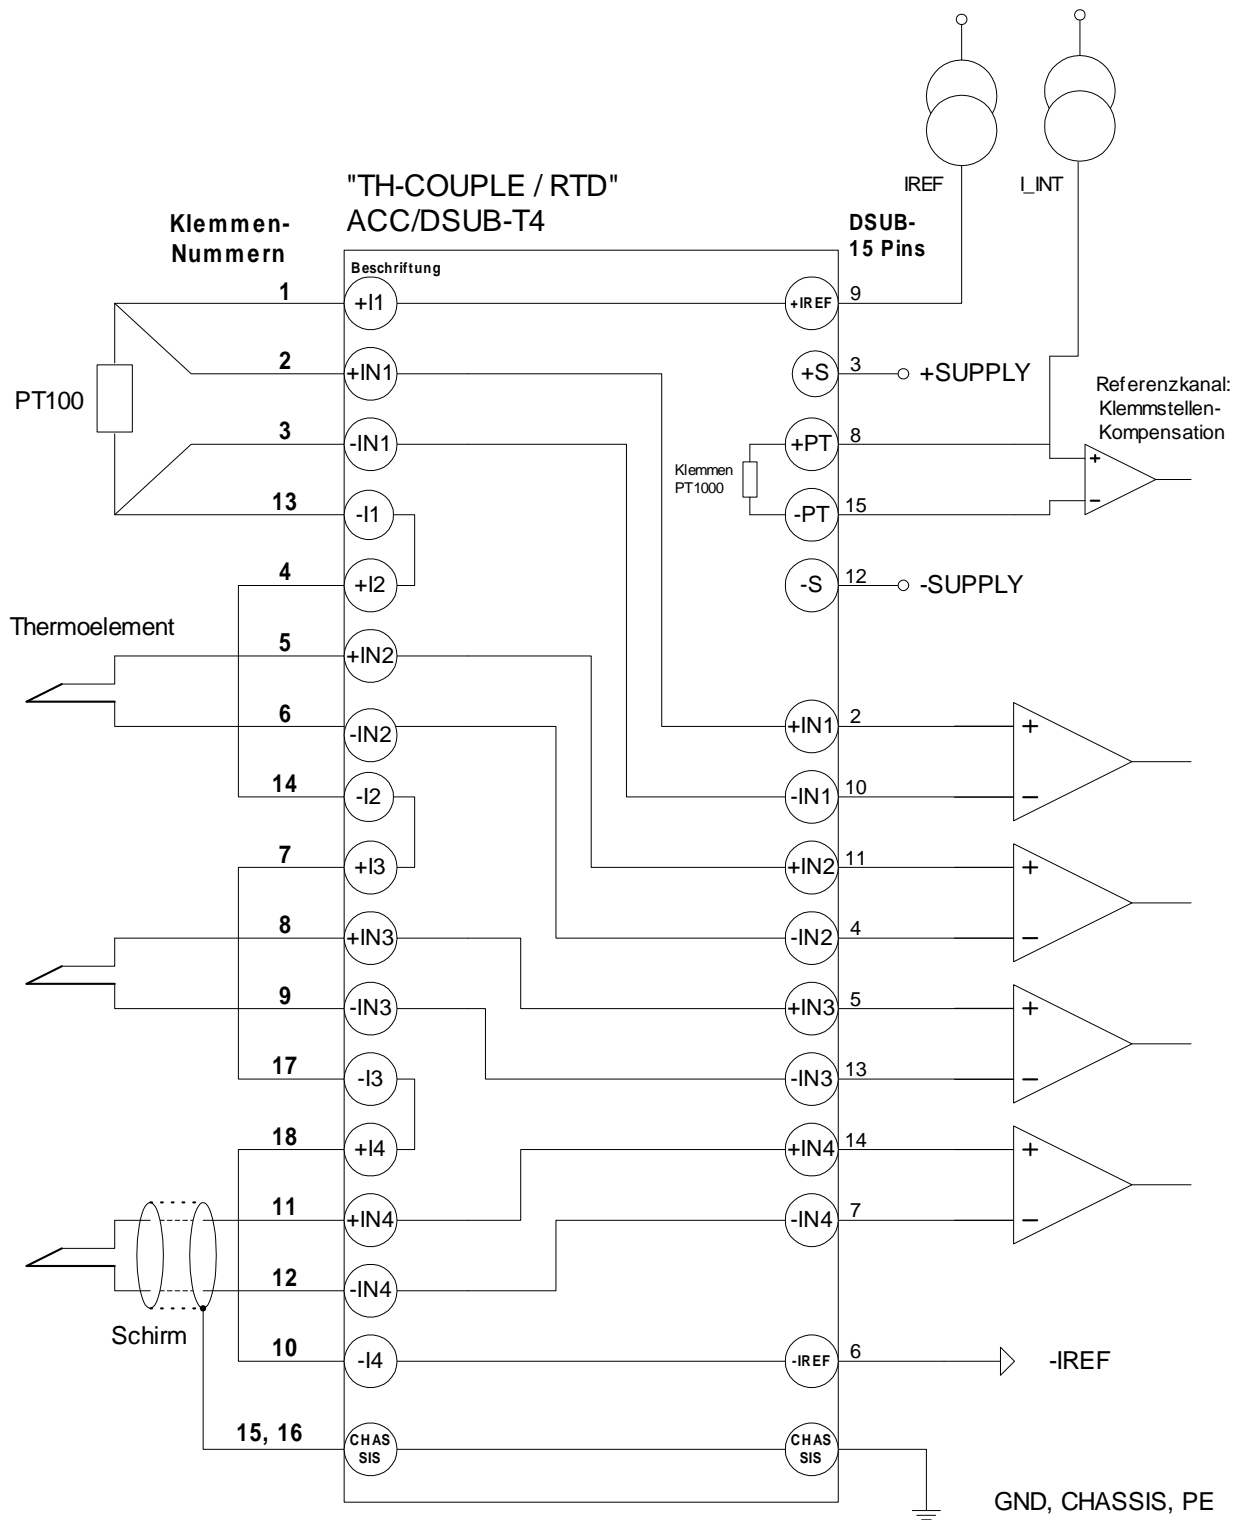 IREF
I_INT
"TH-COUPLE / RTD"
ACC/DSUB-T4
Klemmen-
Nummern
DSUB-
15 Pins
Beschriftung
1
+I1
+IREF
9
2
+IN1
+S
3
+SUPPLY
Referenzkanal:
Klemmstellen-
Kompensation
PT100
3
-IN1
Klemmen
PT1000
+PT
8
+
-
13
-I1
-PT
15
4
+I2
-S
12
-SUPPLY
Thermoelement
5
+IN2
6
-IN2
+IN1
2
+
14
-I2
-IN1
10
-
7
+I3
+IN2
11
+
8
+IN3
-IN2
4
-
9
-IN3
+IN3
5
+
17
-I3
-IN3
13
-
18
+I4
+IN4
14
+
11
+IN4
-IN4
7
-
12
-IN4
Schirm
10
-I4
-IREF
6
-IREF
15, 16
CHAS
SIS
CHAS
SIS
GND, CHASSIS, PE